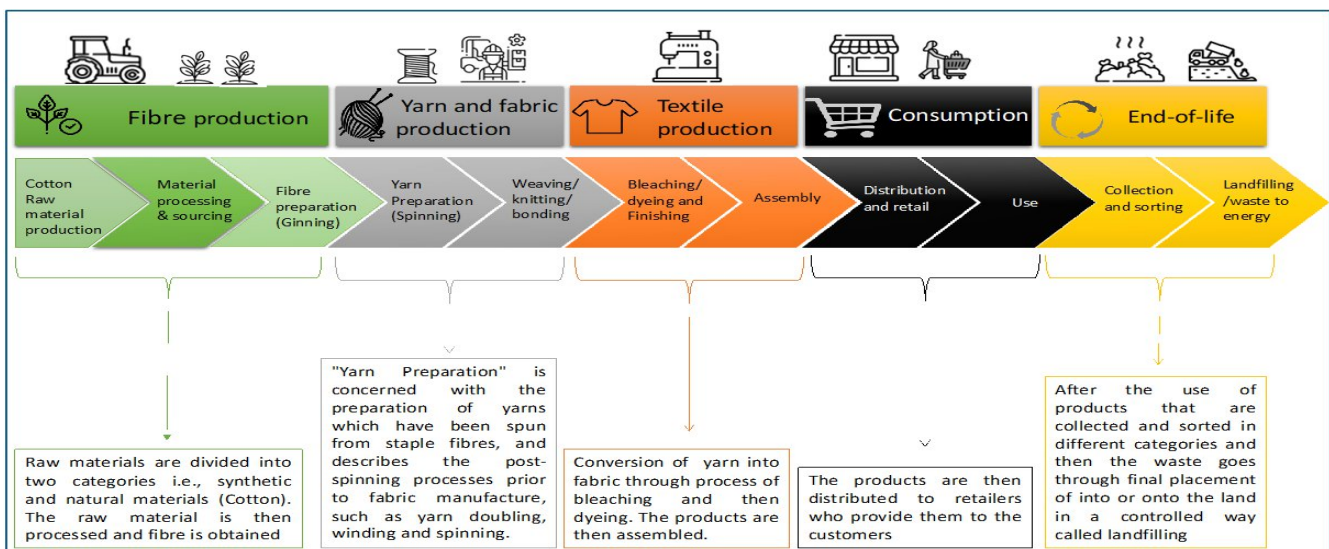 Fibre production
Yarn and fabric
production
Textile
production
Consumption
End-of-life
Cotton
Raw
material
production
Material
processing
& sourcing
Fibre
preparation
(Ginning)
Yarn
Preparation
(Spinning)
Weaving/
knitting/
bonding
Bleaching/
dyeing and
Finishing
Assembly
Distribution
and retail
Use
Collection
and sorting
Landfilling
/waste to
energy
Raw materials are divided into
two categories i.e., synthetic
and natural materials (Cotton).
The raw material is then
processed and fibre is obtained
"Yarn Preparation" is
concerned with the
preparation of yarns
which have been spun
from staple fibres, and
describes the post-
spinning processes prior
to fabric manufacture,
such as yarn doubling,
winding and spinning.
Conversion of yarn into
fabric through process of
bleaching and then
dyeing. The products are
then assembled.
The products are then
distributed to retailers
who provide them to the
customers
After the use of
products that are
collected and sorted in
different categories and
then the waste goes
through final placement
of into or onto the land
in a controlled way
called landfilling